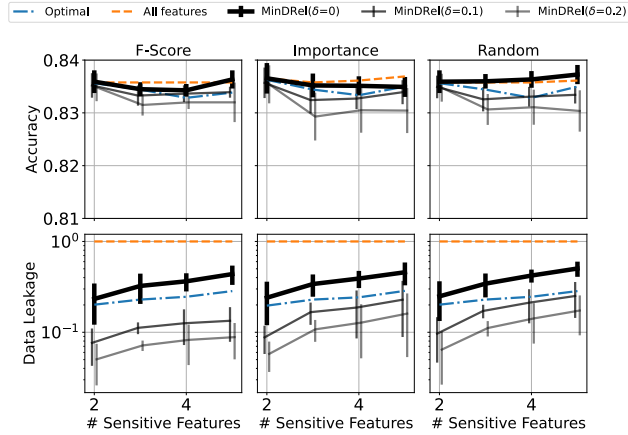 Optimal All features MinDRel(δ=0) MinDRel(δ=0.1) MinDRel(δ=0.2)
F-Score Importance Random
0.84
0.83
0.82
0.81
Accuracy
10⁰
10⁻¹
Data Leakage
2 4 2 4 2 4
# Sensitive Features # Sensitive Features # Sensitive Features